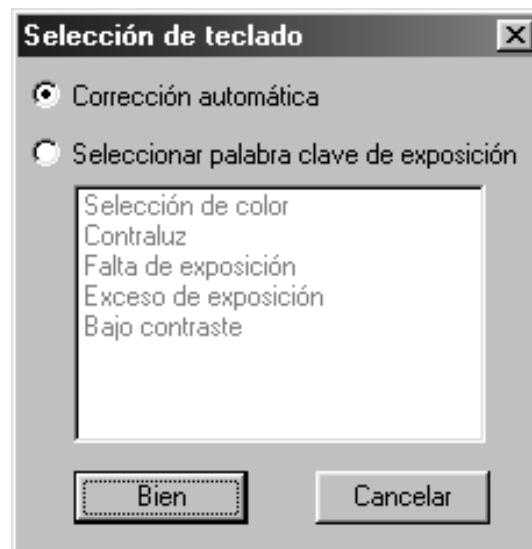 Selección de teclado
Corrección automática
Seleccionar palabra clave de exposición
Selección de color
Contraluz
Falta de exposición
Exceso de exposición
Bajo contraste
Bien Cancelar